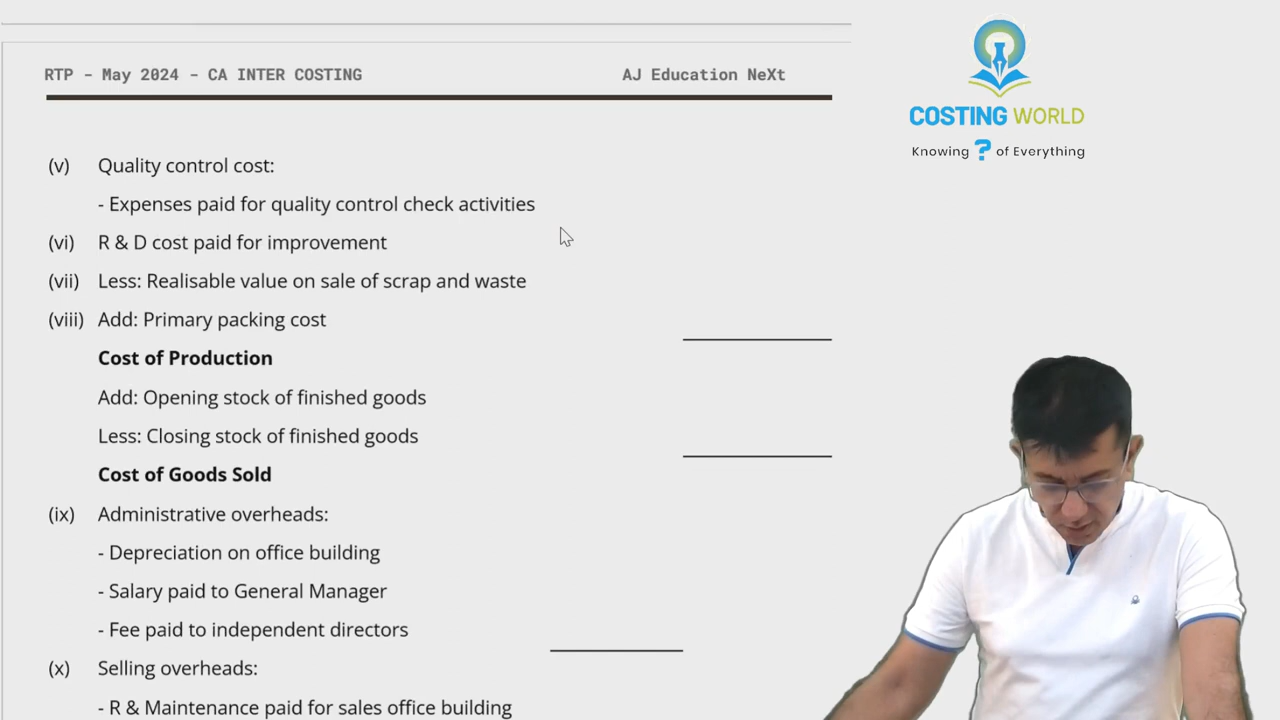 RTP - May 2024 - CA INTER COSTING
AJ Education NeXt
COSTING WORLD
Knowing ? of Everything
(v) Quality control cost:
- Expenses paid for quality control check activities
(vi) R & D cost paid for improvement
(vii) Less: Realisable value on sale of scrap and waste
(viii) Add: Primary packing cost
Cost of Production
Add: Opening stock of finished goods
Less: Closing stock of finished goods
Cost of Goods Sold
(ix) Administrative overheads:
- Depreciation on office building
- Salary paid to General Manager
- Fee paid to independent directors
(x) Selling overheads:
- R & Maintenance paid for sales office building